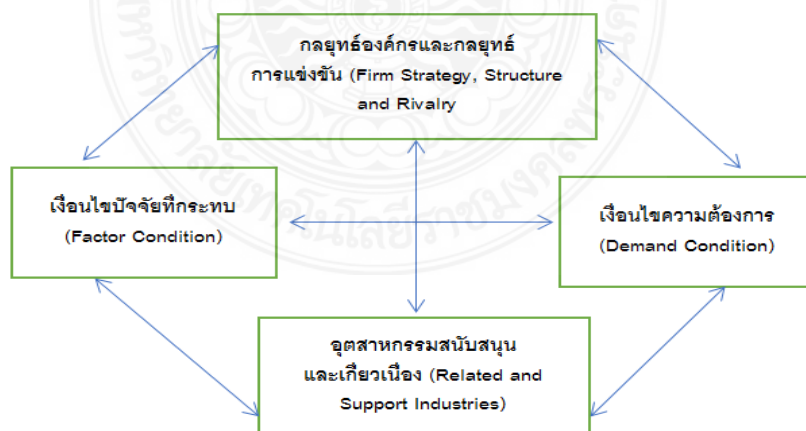 กลยุทธ์องค์กรและกลยุทธ์
การแข่งขัน (Firm Strategy, Structure
and Rivalry
เงื่อนไขปัจจัยที่กระทบ
(Factor Condition)
เงื่อนไขความต้องการ
(Demand Condition)
อุตสาหกรรมสนับสนุน
และเกี่ยวเนื่อง (Related and
Support Industries)